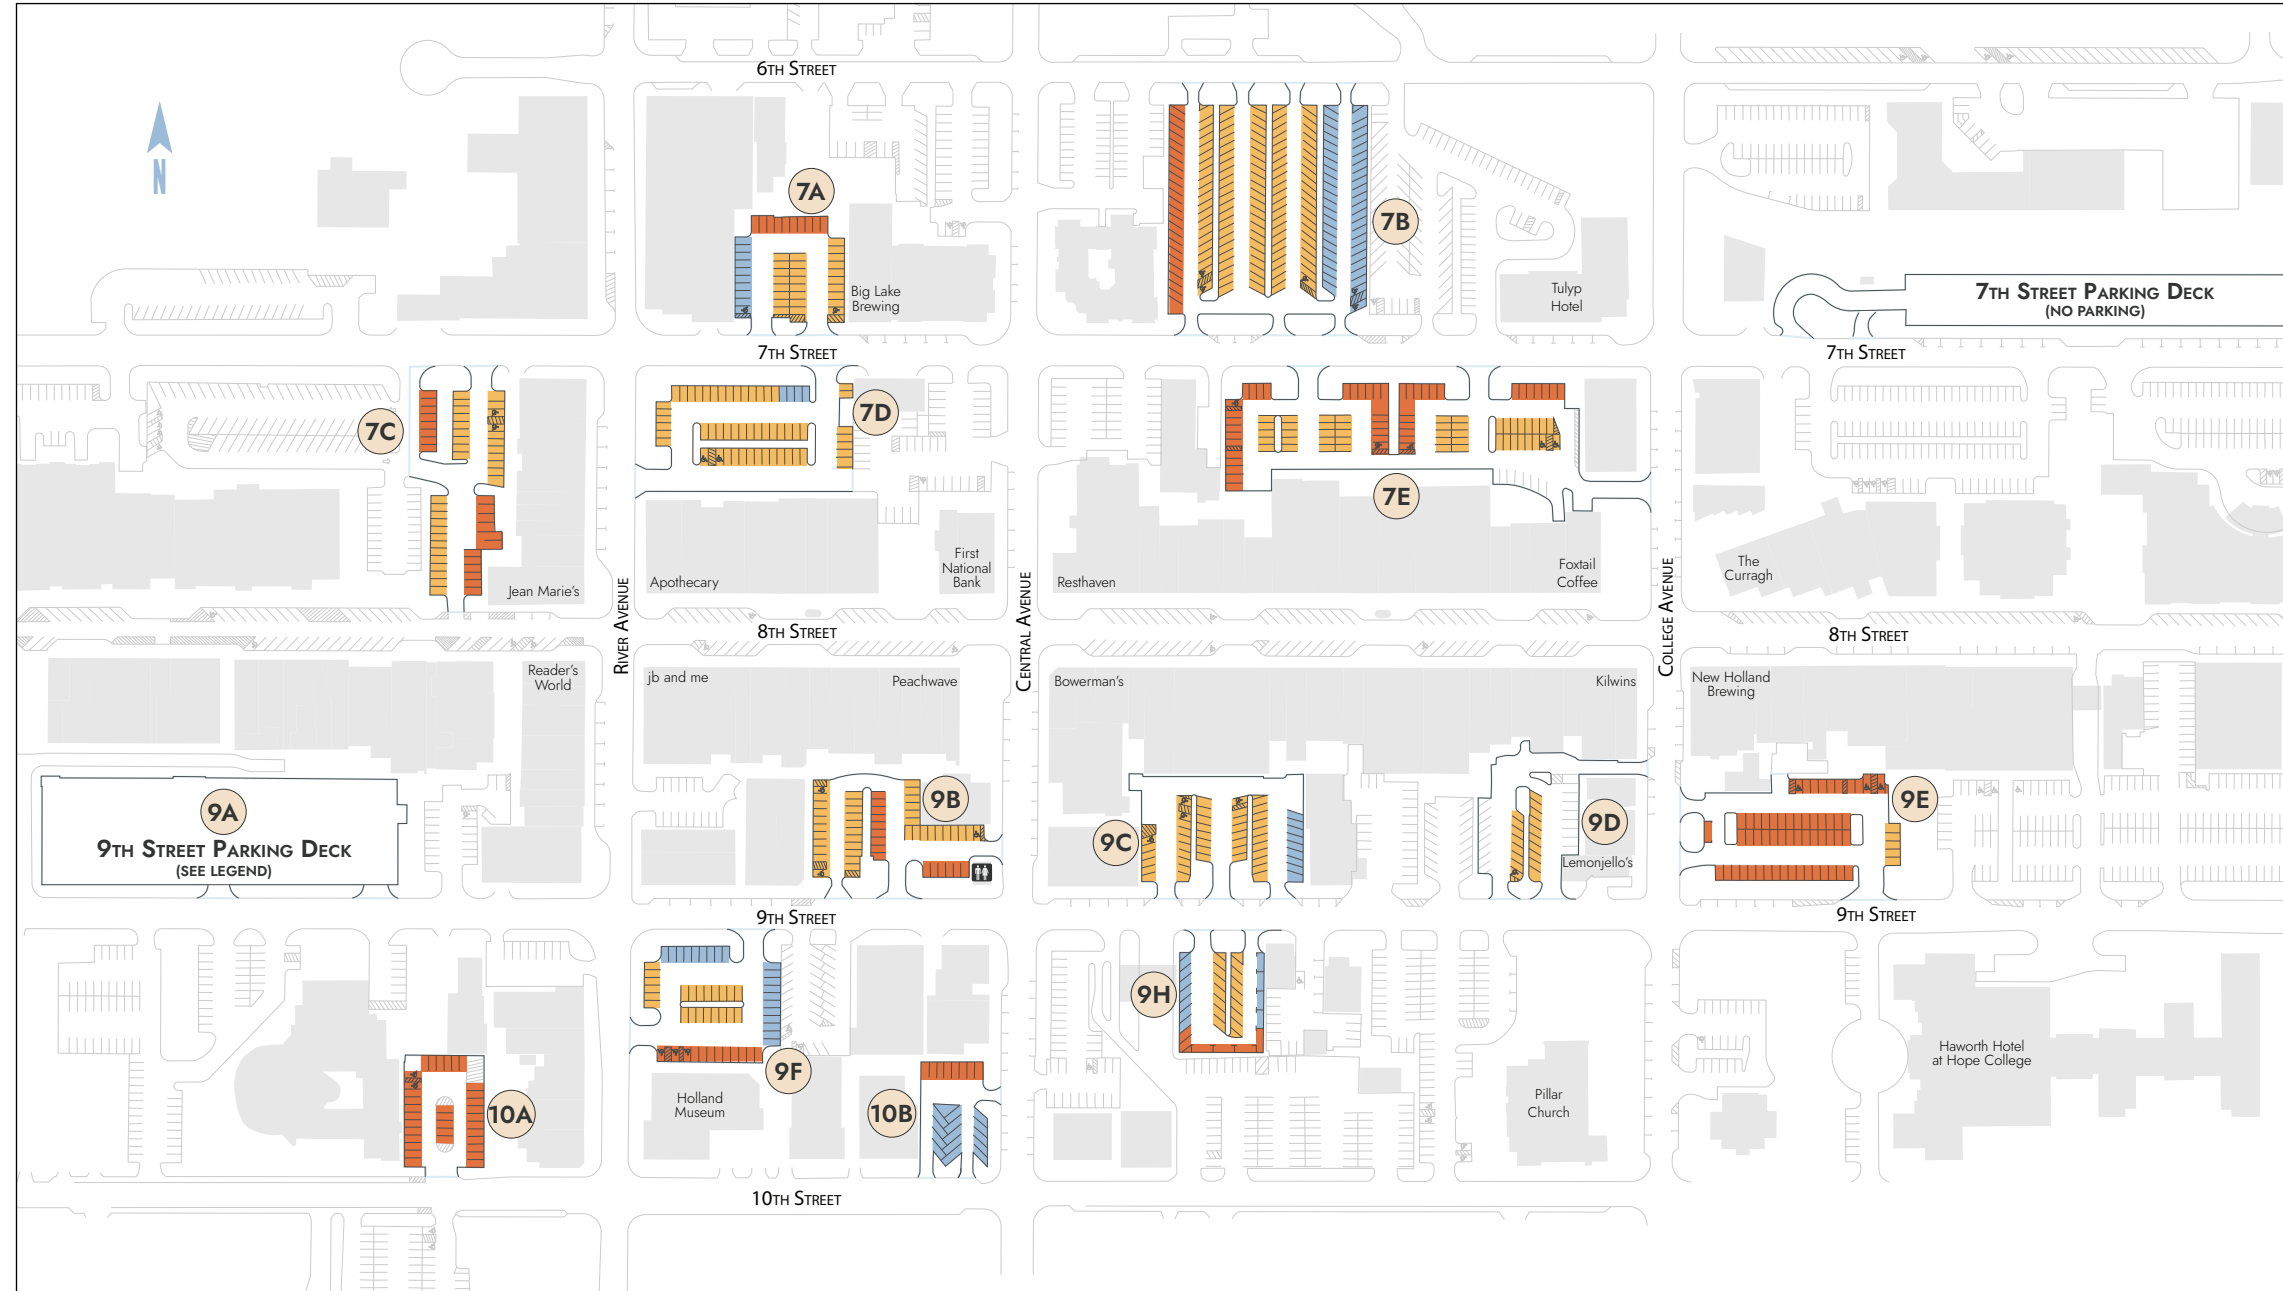 6TH STREET
N
7A
7B
Big Lake
Brewing
Tulyp
Hotel
7TH STREET PARKING DECK
(NO PARKING)
7TH STREET
7TH STREET
7C
7D
7E
First
National
Bank
Foxtail
Coffee
The
Curragh
Jean Marie's
Apothecary
Resthaven
RIVER AVENUE
CENTRAL AVENUE
COLLEGE AVENUE
8TH STREET
8TH STREET
Reader's
World
jb and me
Peachwave
Bowerman's
Kilwins
New Holland
Brewing
9A
9TH STREET PARKING DECK
(SEE LEGEND)
9B
9C
9D
Lemonjello's
9E
9TH STREET
9TH STREET
9H
9F
10A
Holland
Museum
10B
Pillar
Church
Haworth Hotel
at Hope College
10TH STREET